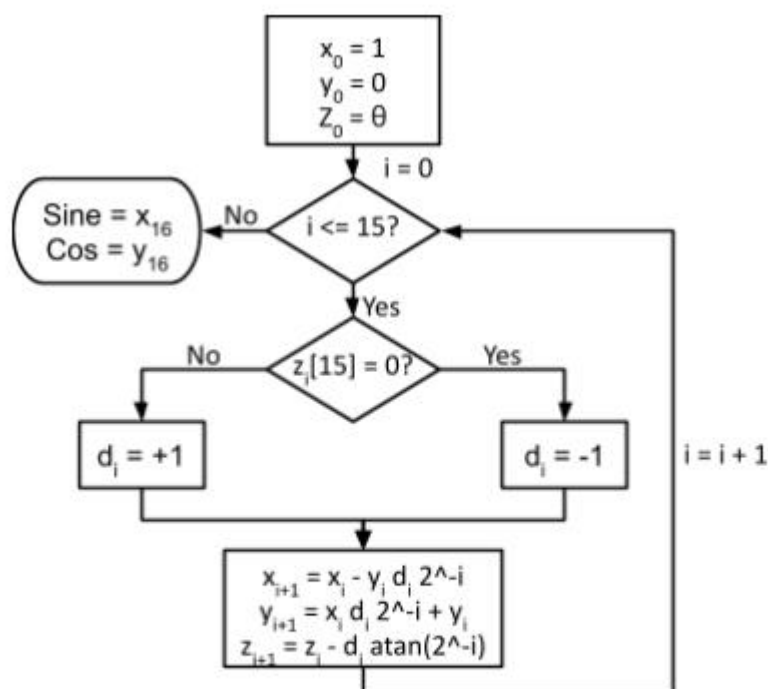 x₀ = 1
y₀ = 0
Z₀ = θ
i = 0
i <= 15?
No
Sine = x₁₆
Cos = y₁₆
Yes
zᵢ[15] = 0?
No
Yes
dᵢ = +1
dᵢ = -1
i = i + 1
xᵢ₊₁ = xᵢ - yᵢ dᵢ 2^-i
yᵢ₊₁ = xᵢ dᵢ 2^-i + yᵢ
zᵢ₊₁ = zᵢ - dᵢ atan(2^-i)